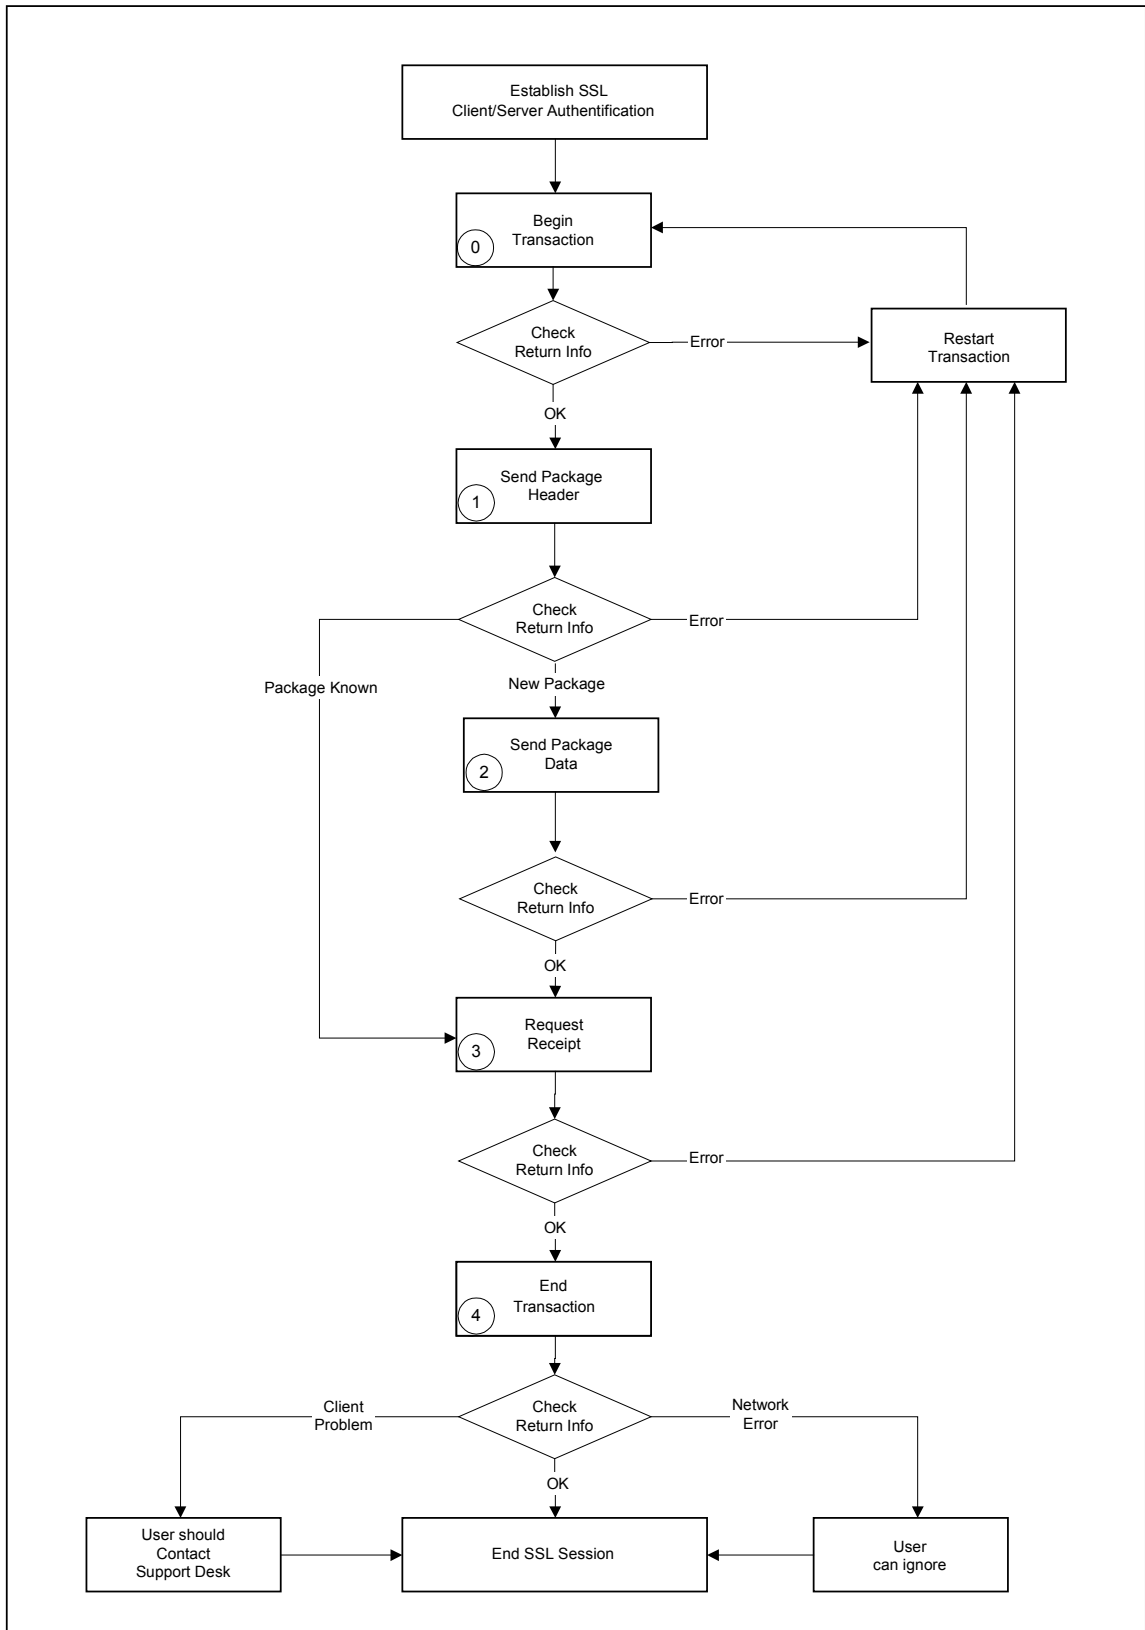 Establish SSL
Client/Server Authentification
Begin
Transaction
0
Check
Return Info
Error
Restart
Transaction
OK
Send Package
Header
1
Check
Return Info
Error
Package Known
New Package
Send Package
Data
2
Check
Return Info
Error
OK
Request
Receipt
3
Check
Return Info
Error
OK
End
Transaction
4
Client
Problem
Check
Return Info
Network
Error
OK
User should
Contact
Support Desk
End SSL Session
User
can ignore